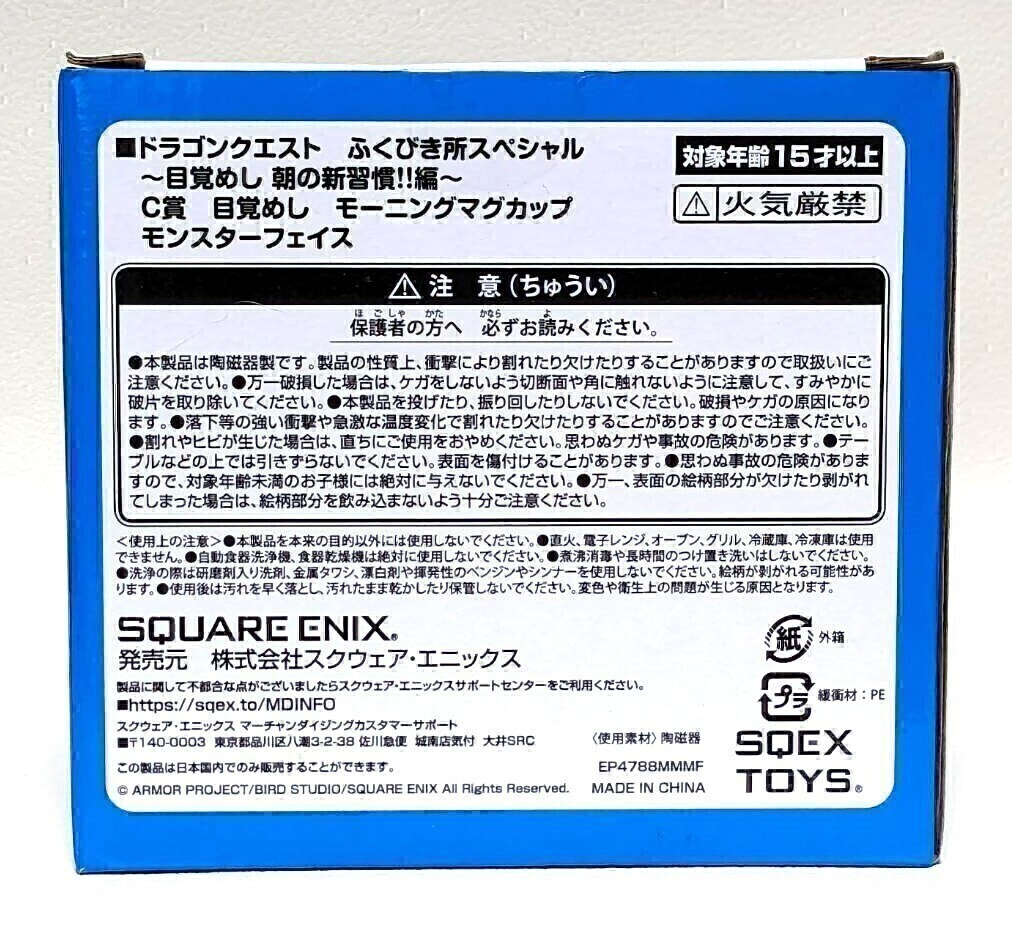 ■ドラゴンクエスト　ふくびき所スペシャル
～目覚めし 朝の新習慣!!編～
C賞　目覚めし　モーニングマグカップ
モンスターフェイス
対象年齢15才以上
⚠火気厳禁
⚠注　意(ちゅうい)
ほごしゃ かた かなら よ
保護者の方へ 必ずお読みください。
●本製品は陶磁器製です。製品の性質上、衝撃により割れたり欠けたりすることがありますので取扱いにご
注意ください。●万一破損した場合は、ケガをしないよう切断面や角に触れないように注意して、すみやかに
破片を取り除いてください。●本製品を投げたり、振り回したりしないでください。破損やケガの原因になり
ます。●落下等の強い衝撃や急激な温度変化で割れたり欠けたりすることがありますのでご注意ください。
●割れやヒビが生じた場合は、直ちにご使用をおやめください。思わぬケガや事故の危険があります。●テー
ブルなどの上では引きずらないでください。表面を傷付けることがあります。●思わぬ事故の危険がありま
すので、対象年齢未満のお子様には絶対に与えないでください。●万一、表面の絵柄部分が欠けたり剥がれ
てしまった場合は、絵柄部分を飲み込まないよう十分ご注意ください。
＜使用上の注意＞●本製品を本来の目的以外には使用しないでください。●直火、電子レンジ、オーブン、グリル、冷蔵庫、冷凍庫は使用
できません。●自動食器洗浄機、食器乾燥機は絶対に使用しないでください。●煮沸消毒や長時間のつけ置き洗いはしないでください。
●洗浄の際は研磨剤入り洗剤、金属タワシ、漂白剤や揮発性のベンジンやシンナーを使用しないでください。絵柄が剥がれる可能性があ
ります。●使用後は汚れを早く落とし、汚れたまま乾かしたり保管しないでください。変色や衛生上の問題が生じる原因となります。
SQUARE ENIX®
発売元　株式会社スクウェア・エニックス
製品に関して不都合な点がございましたらスクウェア・エニックスサポートセンターをご利用ください。
■https://sqex.to/MDINFO
スクウェア・エニックス マーチャンダイジングカスタマーサポート
■〒140-0003 東京都品川区八潮3-2-38 佐川急便 城南店気付 大井SRC
この製品は日本国内でのみ販売することができます。
© ARMOR PROJECT/BIRD STUDIO/SQUARE ENIX All Rights Reserved.
紙 外箱
プラ 緩衝材：PE
〈使用素材〉陶磁器
EP4788MMMF
MADE IN CHINA
SQEX
TOYS®